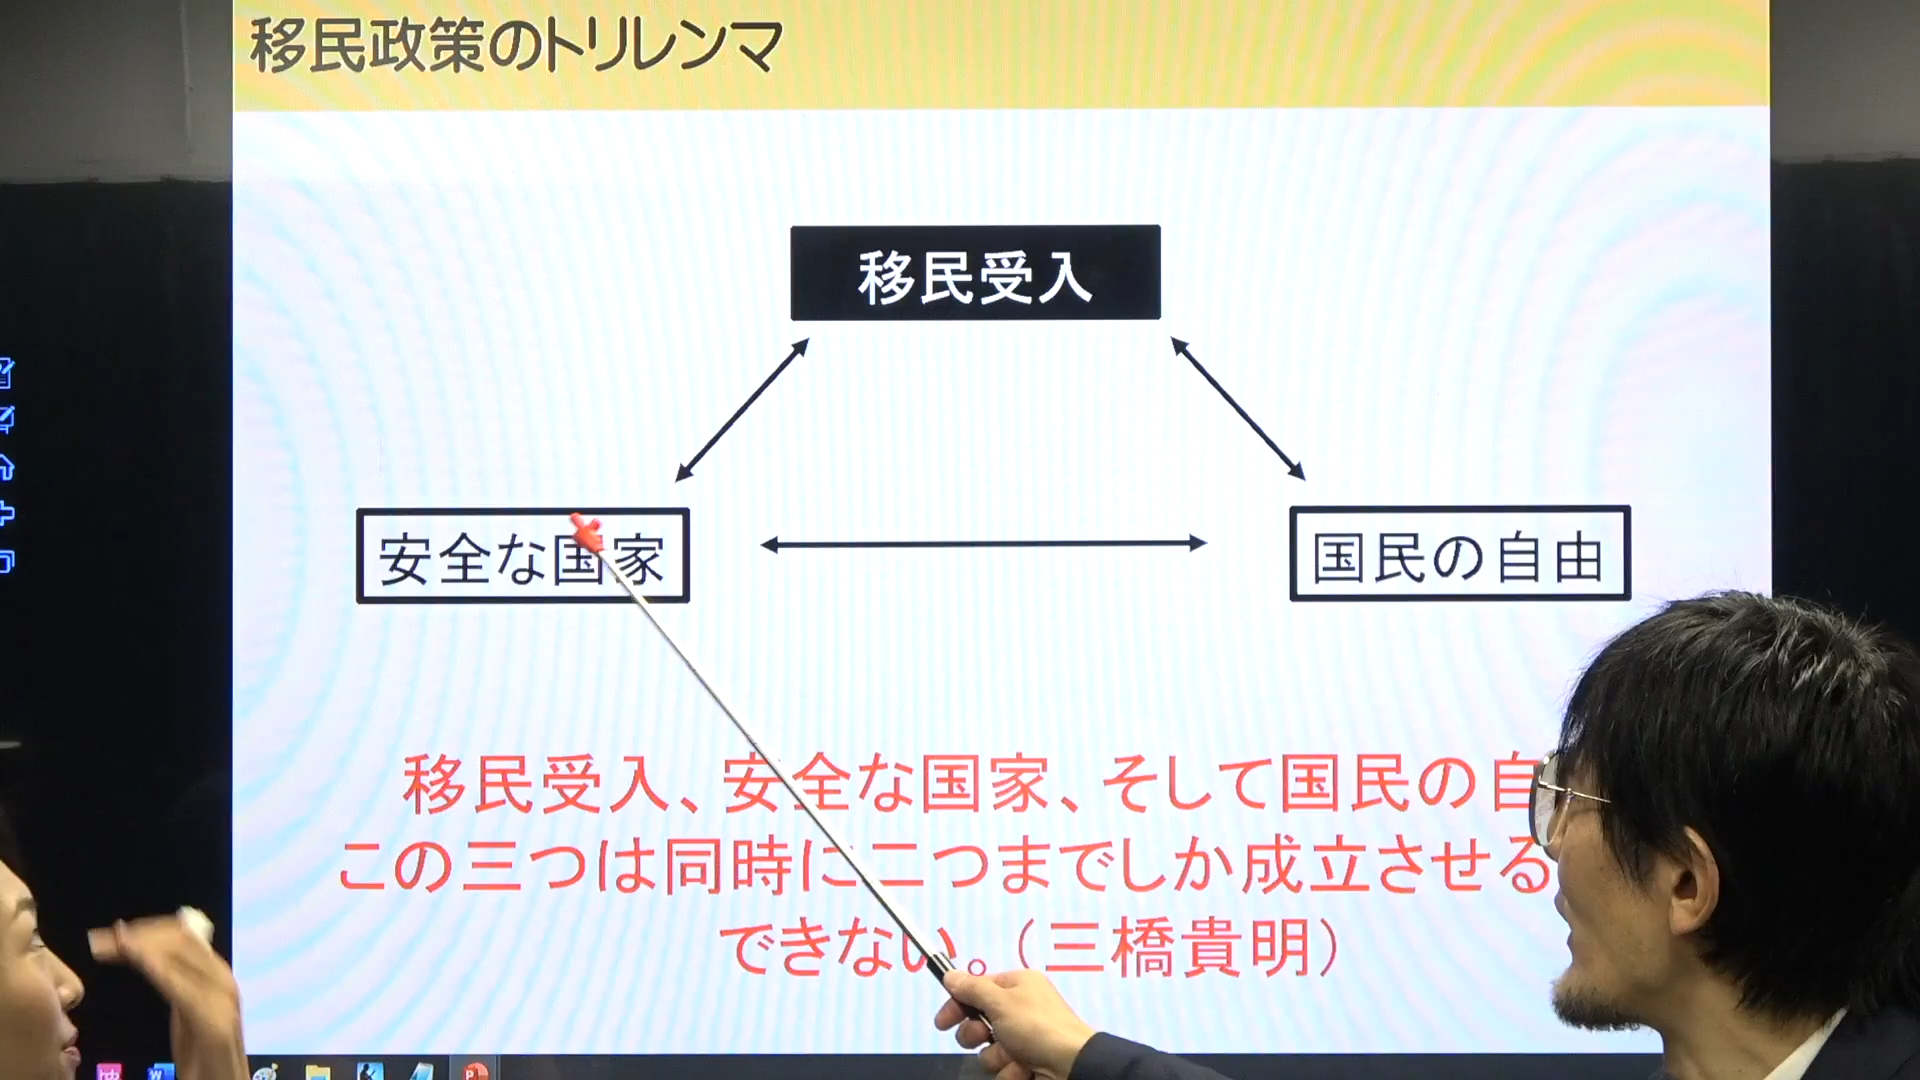 移民政策のトリレンマ
移民受入
安全な国家
国民の自由
移民受入、安全な国家、そして国民の自
この三つは同時に二つまでしか成立させる
できない。（三橋貴明）